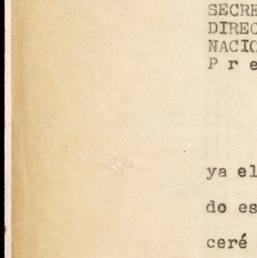 SECRE
DIREC
NACIO
P r e
ya el
do es
ceré